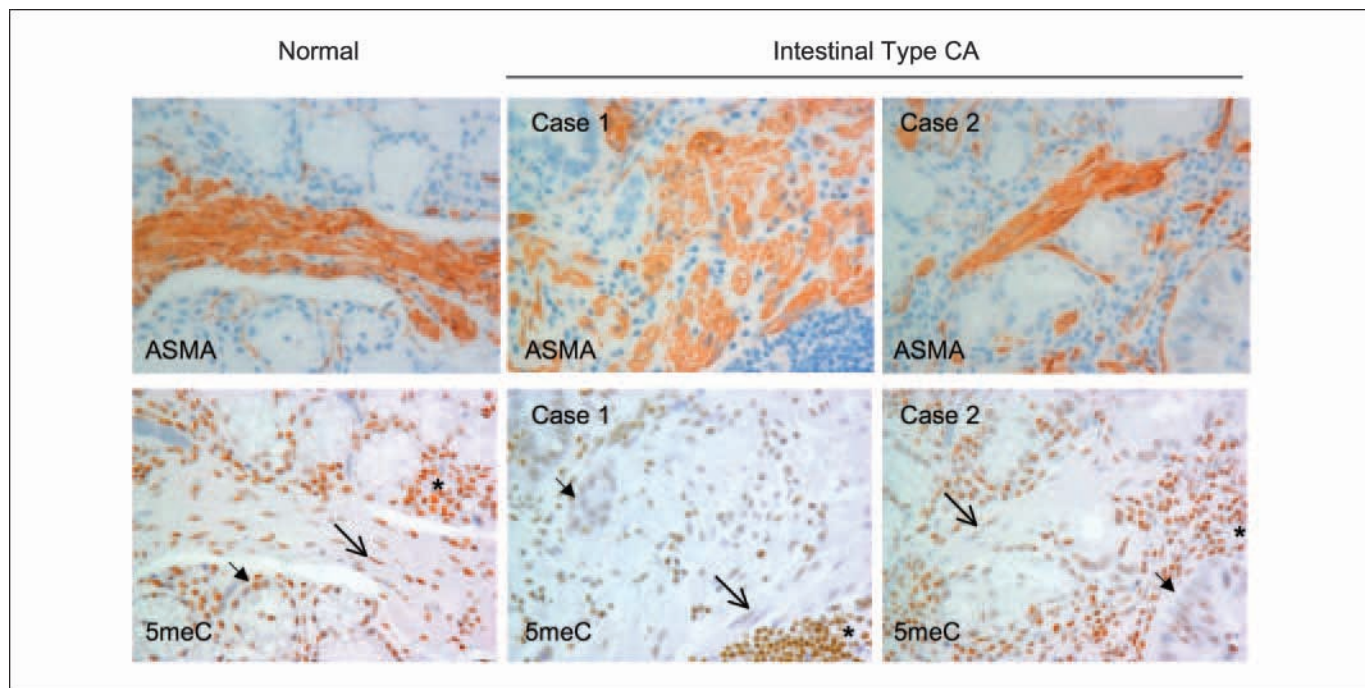 Normal
Intestinal Type CA
ASMA
Case 1
ASMA
Case 2
ASMA
5meC
*
Case 1
5meC
*
Case 2
5meC
*